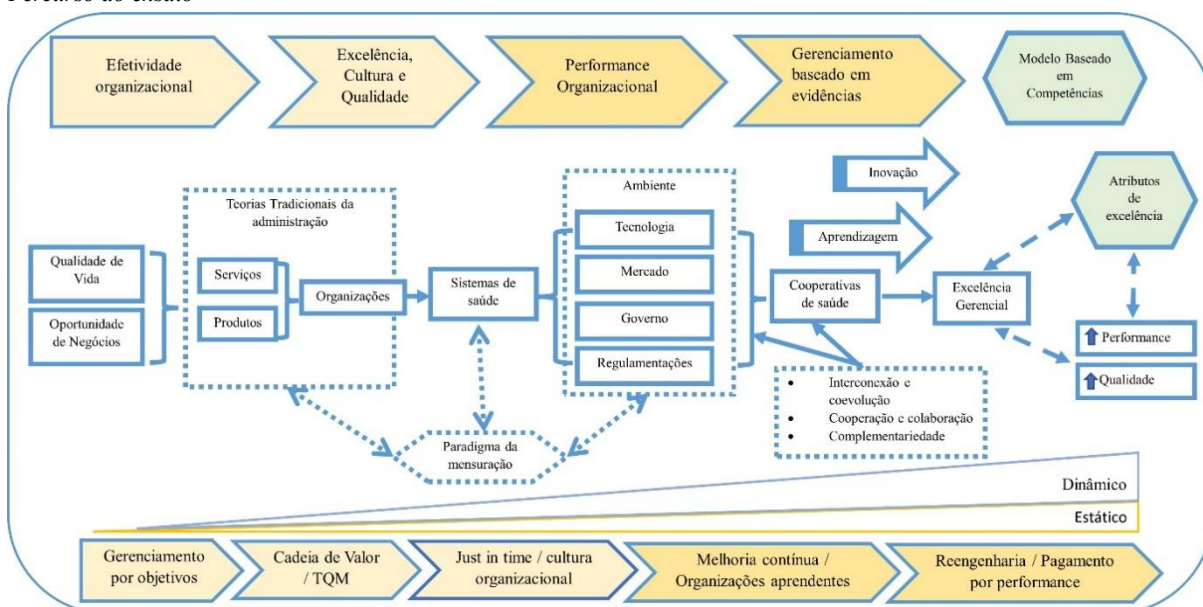 Percurso do ensaio
Efetividade
organizacional
Excelência,
Cultura e
Qualidade
Performance
Organizacional
Gerenciamento
baseado em
evidências
Modelo Baseado
em
Competências
Inovação
Aprendizagem
Atributos
de
excelência
Teorias Tradicionais da
administração
Ambiente
Qualidade de
Vida
Oportunidade
de Negócios
Serviços
Produtos
Organizações
Sistemas de
saúde
Tecnologia
Mercado
Governo
Regulamentações
Cooperativas
de saúde
Excelência
Gerencial
Performance
Qualidade
• Interconexão e
coevolução
• Cooperação e colaboração
• Complementariedade
Paradigma da
mensuração
Dinâmico
Estático
Gerenciamento
por objetivos
Cadeia de Valor
/ TQM
Just in time / cultura
organizacional
Melhoria contínua /
Organizações aprendentes
Reengenharia / Pagamento
por performance